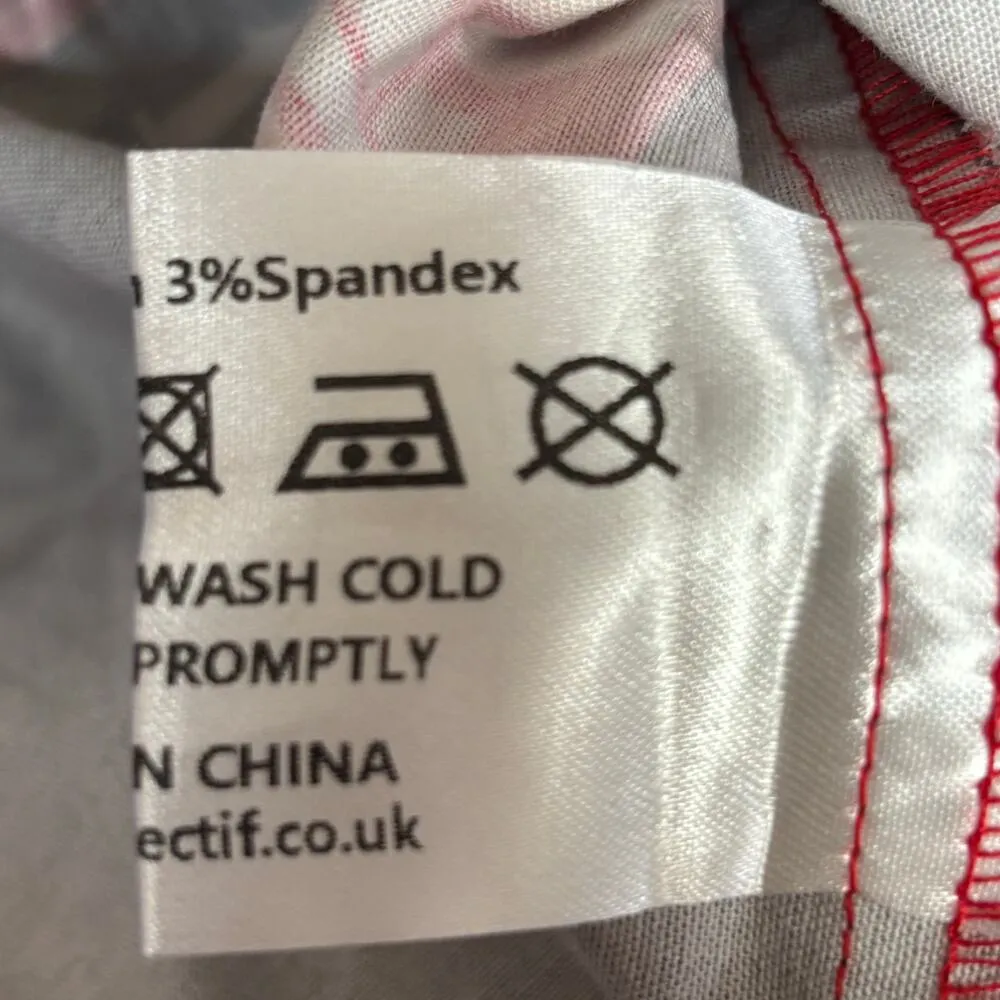 3%Spandex
WASH COLD
PROMPTLY
N CHINA
ectif.co.uk